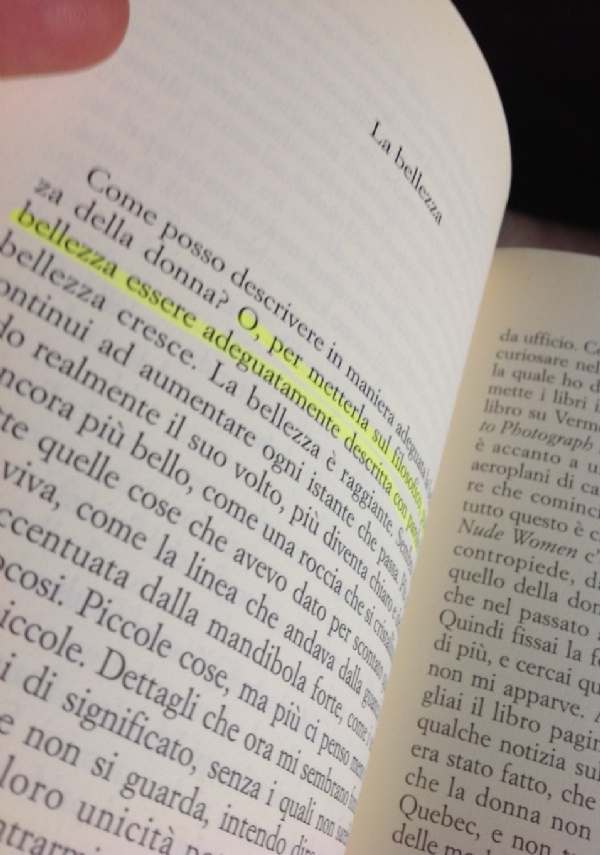 La bellezza
Come posso descrivere in maniera adeguata
za della donna? O, per metterla sul filosofico,
bellezza essere adeguatamente descritta con
bellezza cresce. La bellezza è raggiante.
ontinui ad aumentare ogni istante che passa.
do realmente il suo volto, più diventa chiaro e
ncora più bello, come una roccia che si
te quelle cose che avevo dato per scontato
viva, come la linea che andava dalla
ccentuata dalla mandibola forte, come
ocosi. Piccole cose, ma più ci penso
iccole. Dettagli che ora mi sembrano
i di significato, senza i quali non
e non si guarda, intendo
loro unicità
da ufficio.
curiosare nel
la quale ho d
mette i libri i
libro su Verme
to Photograph
è accanto a u
aeroplani di ca
re che cominci
tutto questo è c
Nude Women c'
contropiede, da
quello della don
che nel passato
Quindi fissai la f
di più, e cercai qu
non mi apparve.
gliai il libro pagin
qualche notizia sul
era stato fatto, che
che la donna non
Quebec, e non
delle